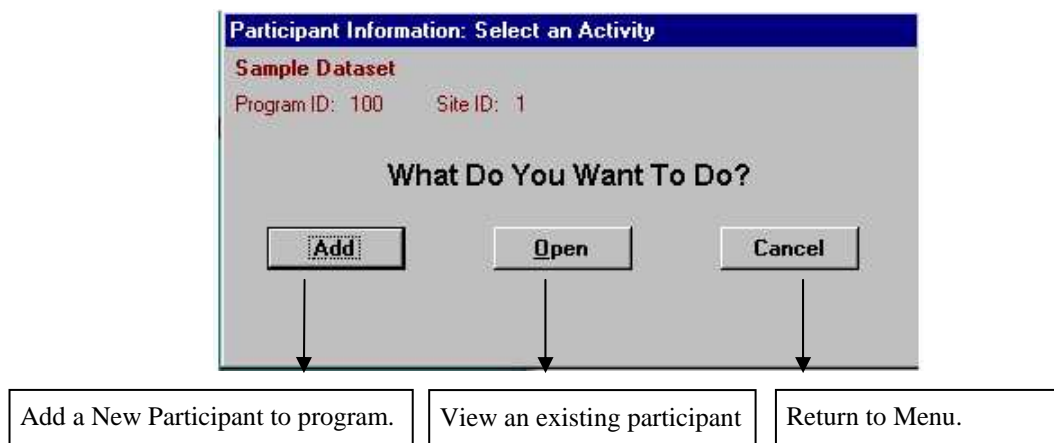 Participant Information: Select an Activity
Sample Dataset
Program ID: 100 Site ID: 1
What Do You Want To Do?
Add Open Cancel
Add a New Participant to program. View an existing participant Return to Menu.